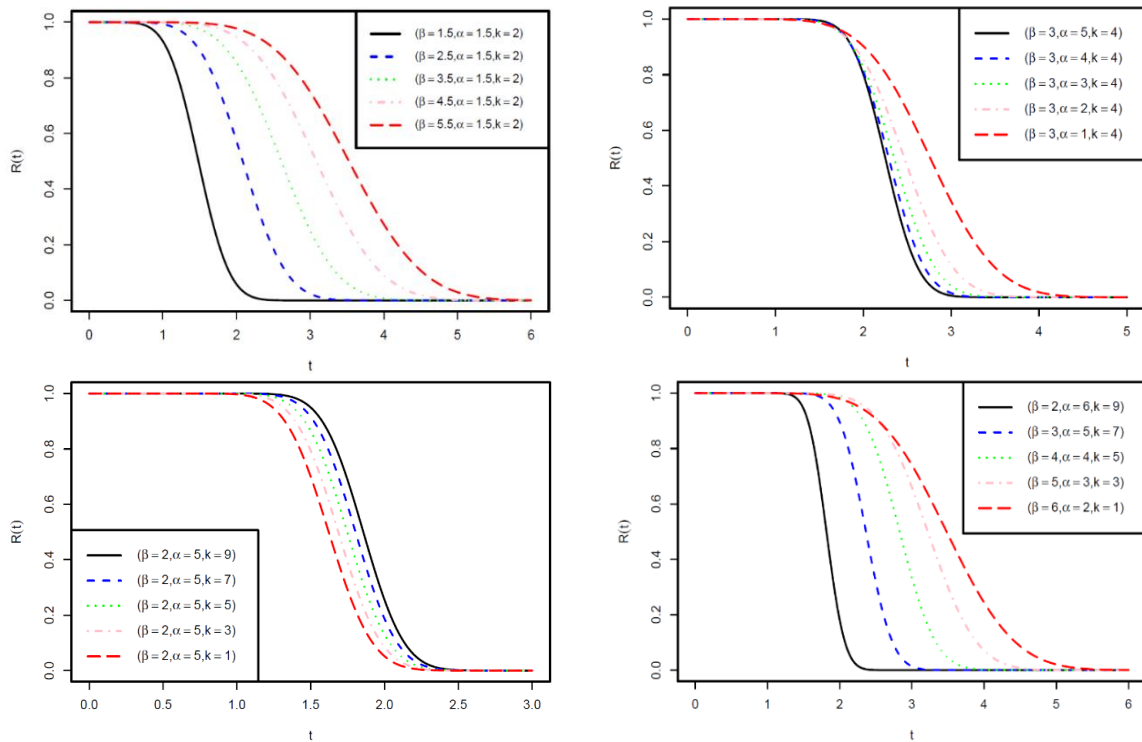 (β = 1.5,α = 1.5,k = 2)
(β = 2.5,α = 1.5,k = 2)
(β = 3.5,α = 1.5,k = 2)
(β = 4.5,α = 1.5,k = 2)
(β = 5.5,α = 1.5,k = 2)
R(t)
0.0 0.2 0.4 0.6 0.8 1.0
0 1 2 3 4 5 6
t
(β = 3,α = 5,k = 4)
(β = 3,α = 4,k = 4)
(β = 3,α = 3,k = 4)
(β = 3,α = 2,k = 4)
(β = 3,α = 1,k = 4)
R(t)
0.0 0.2 0.4 0.6 0.8 1.0
0 1 2 3 4 5
t
(β = 2,α = 5,k = 9)
(β = 2,α = 5,k = 7)
(β = 2,α = 5,k = 5)
(β = 2,α = 5,k = 3)
(β = 2,α = 5,k = 1)
R(t)
0.0 0.2 0.4 0.6 0.8 1.0
0.0 0.5 1.0 1.5 2.0 2.5 3.0
t
(β = 2,α = 6,k = 9)
(β = 3,α = 5,k = 7)
(β = 4,α = 4,k = 5)
(β = 5,α = 3,k = 3)
(β = 6,α = 2,k = 1)
R(t)
0.0 0.2 0.4 0.6 0.8 1.0
0 1 2 3 4 5 6
t